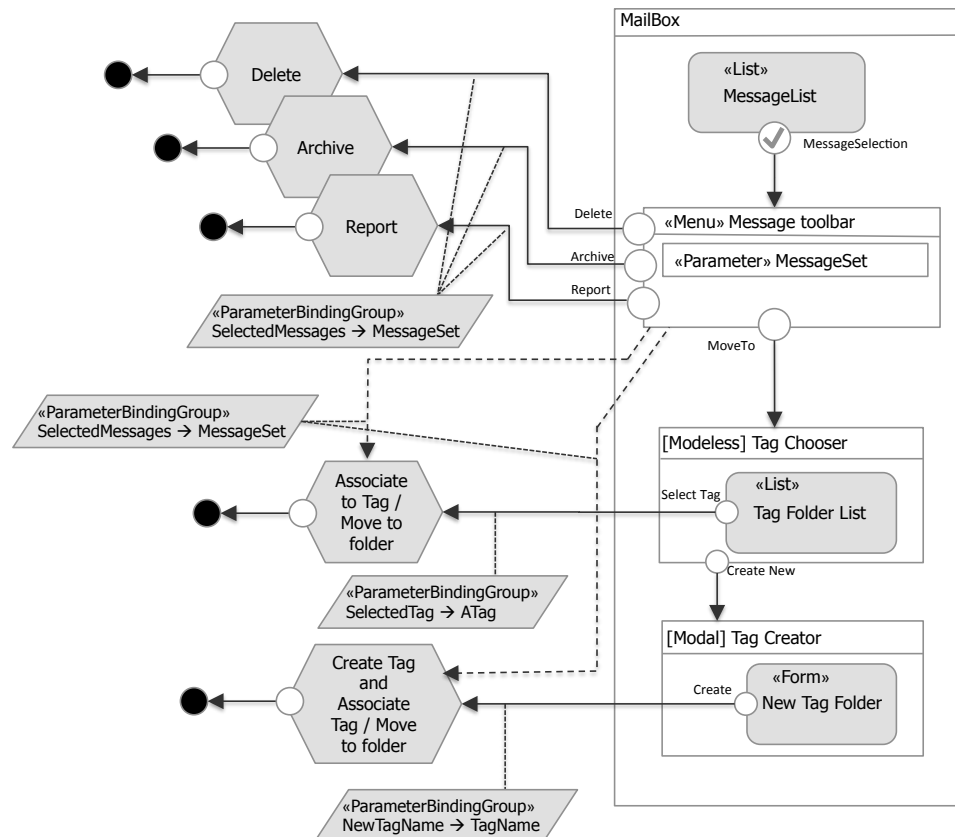 MailBox
«List»
MessageList
MessageSelection
Delete
Archive
Report
Delete
Archive
Report
«Menu» Message toolbar
«Parameter» MessageSet
MoveTo
«ParameterBindingGroup»
SelectedMessages → MessageSet
«ParameterBindingGroup»
SelectedMessages → MessageSet
[Modeless] Tag Chooser
«List»
Tag Folder List
Select Tag
Create New
Associate
to Tag /
Move to
folder
«ParameterBindingGroup»
SelectedTag → ATag
[Modal] Tag Creator
«Form»
New Tag Folder
Create
Create Tag
and
Associate
Tag / Move
to folder
«ParameterBindingGroup»
NewTagName → TagName